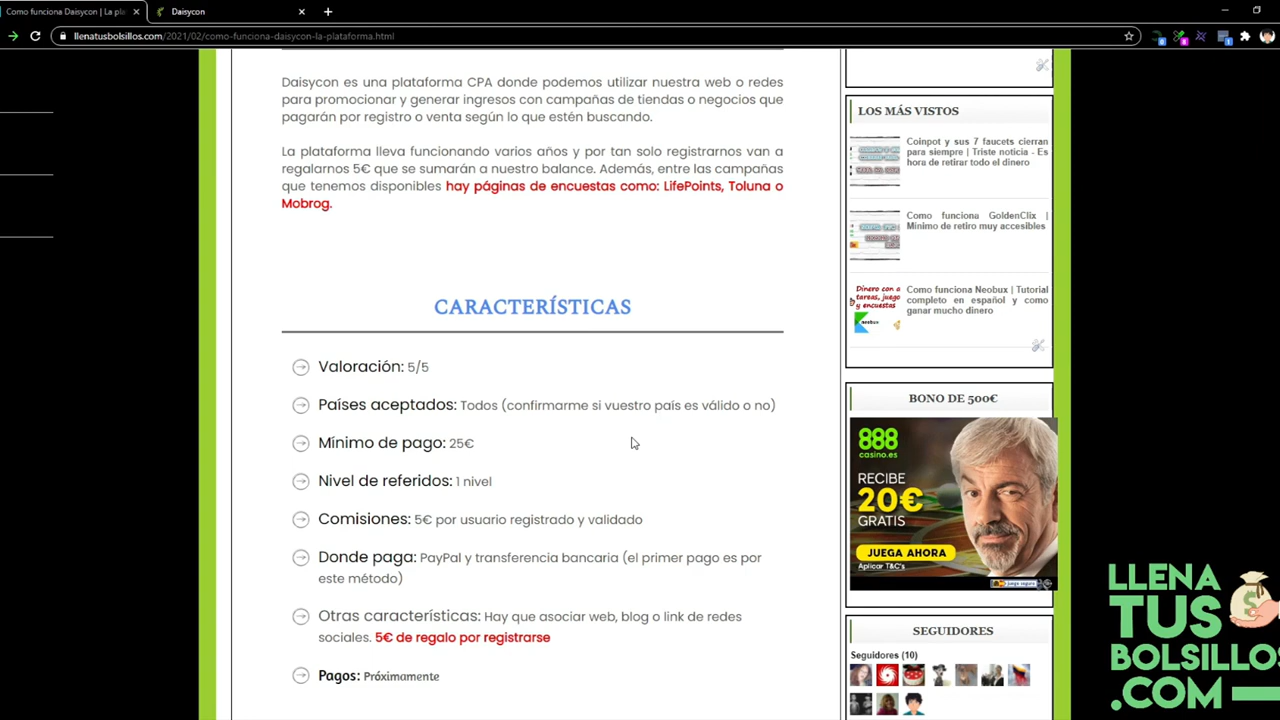 Como funciona Daisycon | La pla
Daisycon
llenatusbolsillos.com/2021/02/como-funciona-daisycon-la-plataforma.html
Daisycon es una plataforma CPA donde podemos utilizar nuestra web o redes
para promocionar y generar ingresos con campañas de tiendas o negocios que
pagarán por registro o venta según lo que estén buscando.
La plataforma lleva funcionando varios años y por tan solo registrarnos van a
regalarnos 5€ que se sumarán a nuestro balance. Además, entre las campañas
que tenemos disponibles hay páginas de encuestas como: LifePoints, Toluna o
Mobrog.
CARACTERÍSTICAS
Valoración: 5/5
Países aceptados: Todos (confirmarme si vuestro país es válido o no)
Mínimo de pago: 25€
Nivel de referidos: 1 nivel
Comisiones: 5€ por usuario registrado y validado
Donde paga: PayPal y transferencia bancaria (el primer pago es por
este método)
Otras características: Hay que asociar web, blog o link de redes
sociales. 5€ de regalo por registrarse
Pagos: Próximamente
LOS MÁS VISTOS
Coinpot y sus 7 faucets cierran
para siempre | Triste noticia - Es
hora de retirar todo el dinero
Como funciona GoldenClix |
Mínimo de retiro muy accesibles
Dinero con a
tareas, juego
y encuestas
neobux
Como funciona Neobux | Tutorial
completo en español y como
ganar mucho dinero
BONO DE 500€
888
casino.es
RECIBE
20€
GRATIS
JUEGA AHORA
Aplicar T&C's
juego seguro
SEGUIDORES
Seguidores (10)
LLENA
TUS
BOLSILLOS
.COM